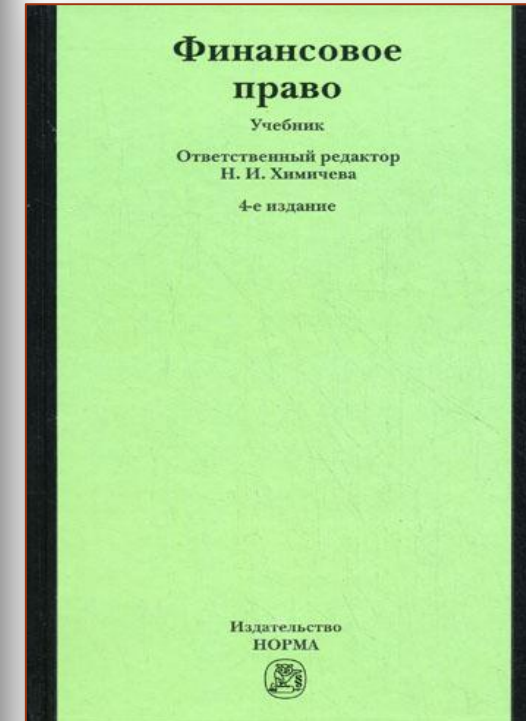 Финансовое
право
Учебник
Ответственный редактор
Н. И. Химичева
4-е издание
Издательство
НОРМА